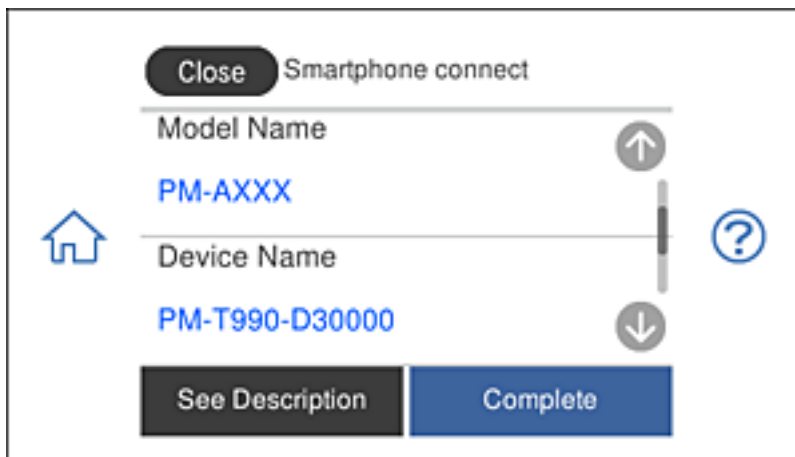 Close Smartphone connect
Model Name
PM-AXXX
Device Name
PM-T990-D30000
See Description Complete